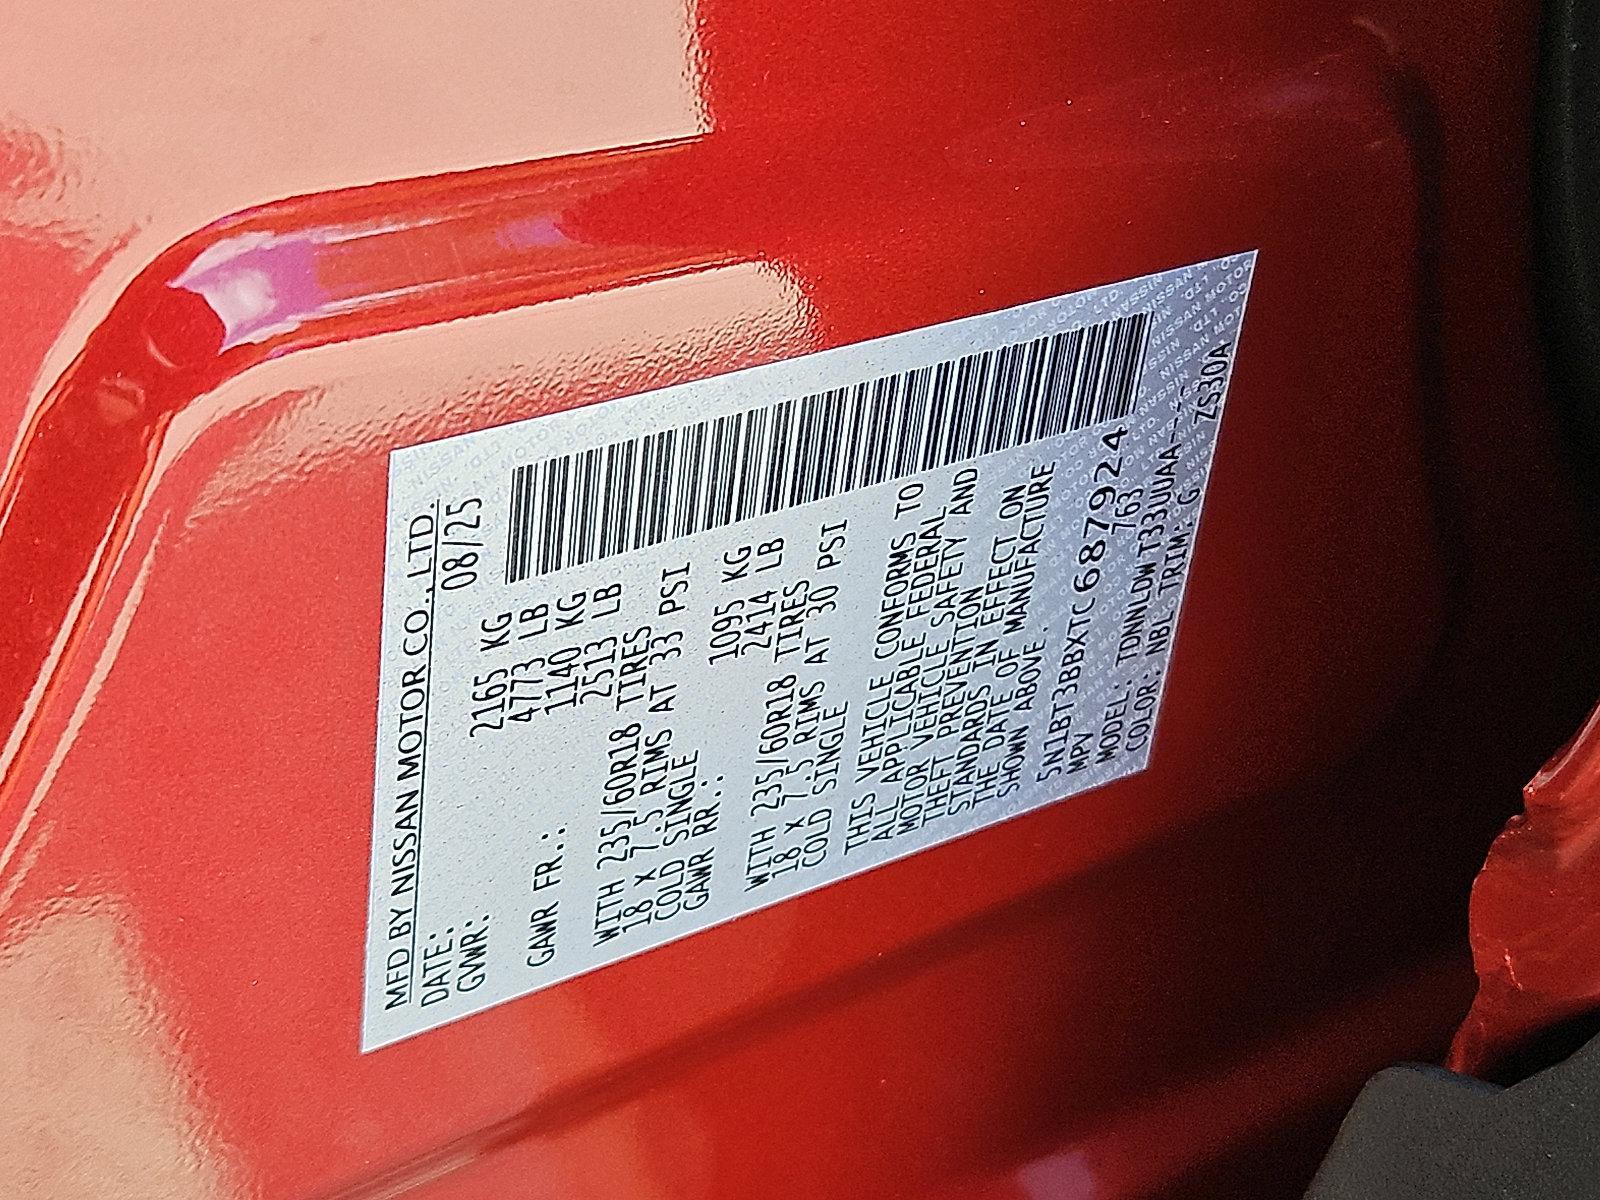 MFD BY NISSAN MOTOR CO., LTD.
DATE: 08/25
GVWR: 2165 KG
4773 LB
GAWR FR.: 1140 KG
2513 LB
WITH 235/60R18 TIRES
18 X 7.5 RIMS AT 33 PSI
COLD SINGLE
GAWR RR.: 1095 KG
2414 LB
WITH 235/60R18 TIRES
18 X 7.5 RIMS AT 30 PSI
COLD SINGLE
THIS VEHICLE CONFORMS TO
ALL APPLICABLE FEDERAL
MOTOR VEHICLE SAFETY AND
THEFT PREVENTION
STANDARDS IN EFFECT ON
THE DATE OF MANUFACTURE
SHOWN ABOVE.
5N1BT3BBXTC687924
MPV 763
MODEL: TDNNLDW T33UUAA- ZS30A
COLOR: NBL TRIM: G